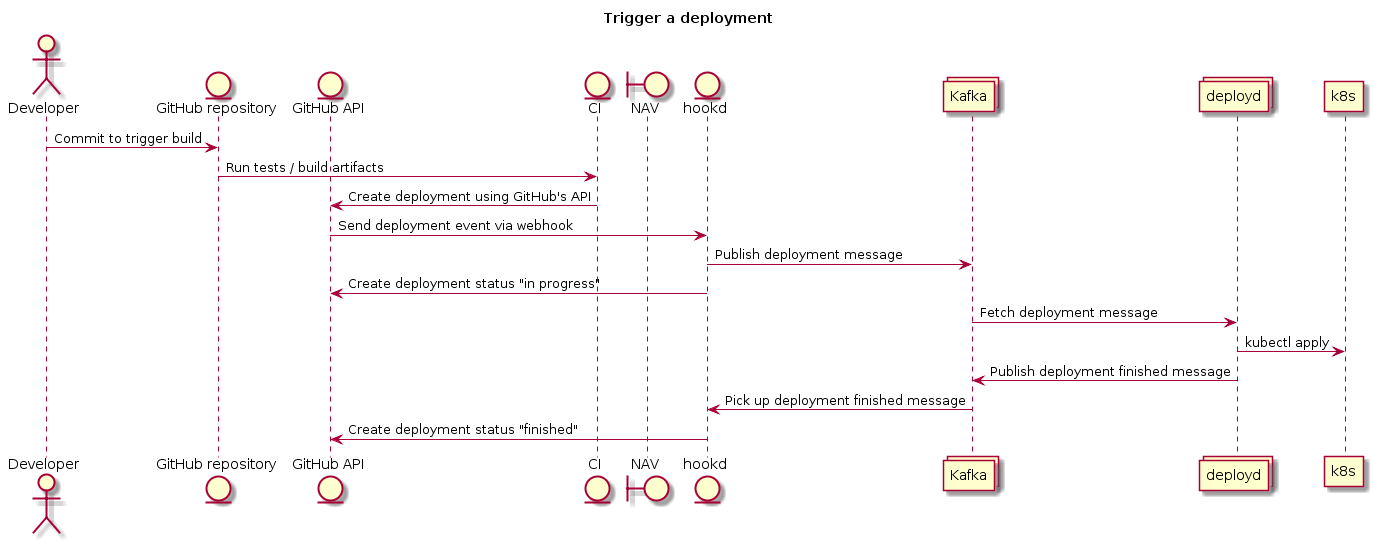 Trigger a deployment
Developer
GitHub repository
GitHub API
CI
NAV
hookd
Kafka
deployd
k8s
Commit to trigger build
Run tests / build artifacts
Create deployment using GitHub's API
Send deployment event via webhook
Publish deployment message
Create deployment status "in progress"
Fetch deployment message
kubectl apply
Publish deployment finished message
Pick up deployment finished message
Create deployment status "finished"
Developer
GitHub repository
GitHub API
CI
NAV
hookd
Kafka
deployd
k8s